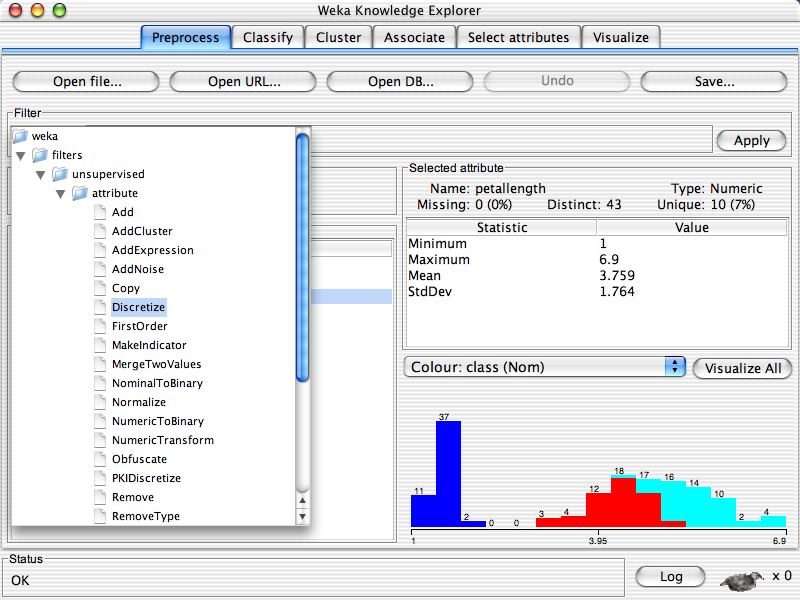 Weka Knowledge Explorer
Preprocess Classify Cluster Associate Select attributes Visualize
Open file... Open URL... Open DB... Undo Save...
Filter
Apply
weka
filters
unsupervised
attribute
Add
AddCluster
AddExpression
AddNoise
Copy
Discretize
FirstOrder
MakeIndicator
MergeTwoValues
NominalToBinary
Normalize
NumericToBinary
NumericTransform
Obfuscate
PKIDiscretize
Remove
RemoveType
Selected attribute
Name: petallength Type: Numeric
Missing: 0 (0%) Distinct: 43 Unique: 10 (7%)
Statistic Value
Minimum 1
Maximum 6.9
Mean 3.759
StdDev 1.764
Colour: class (Nom) Visualize All
11 37 2 0 0 3 4 12 18 17 16 14 10 2 4
1 3.95 6.9
Status
OK
Log x 0